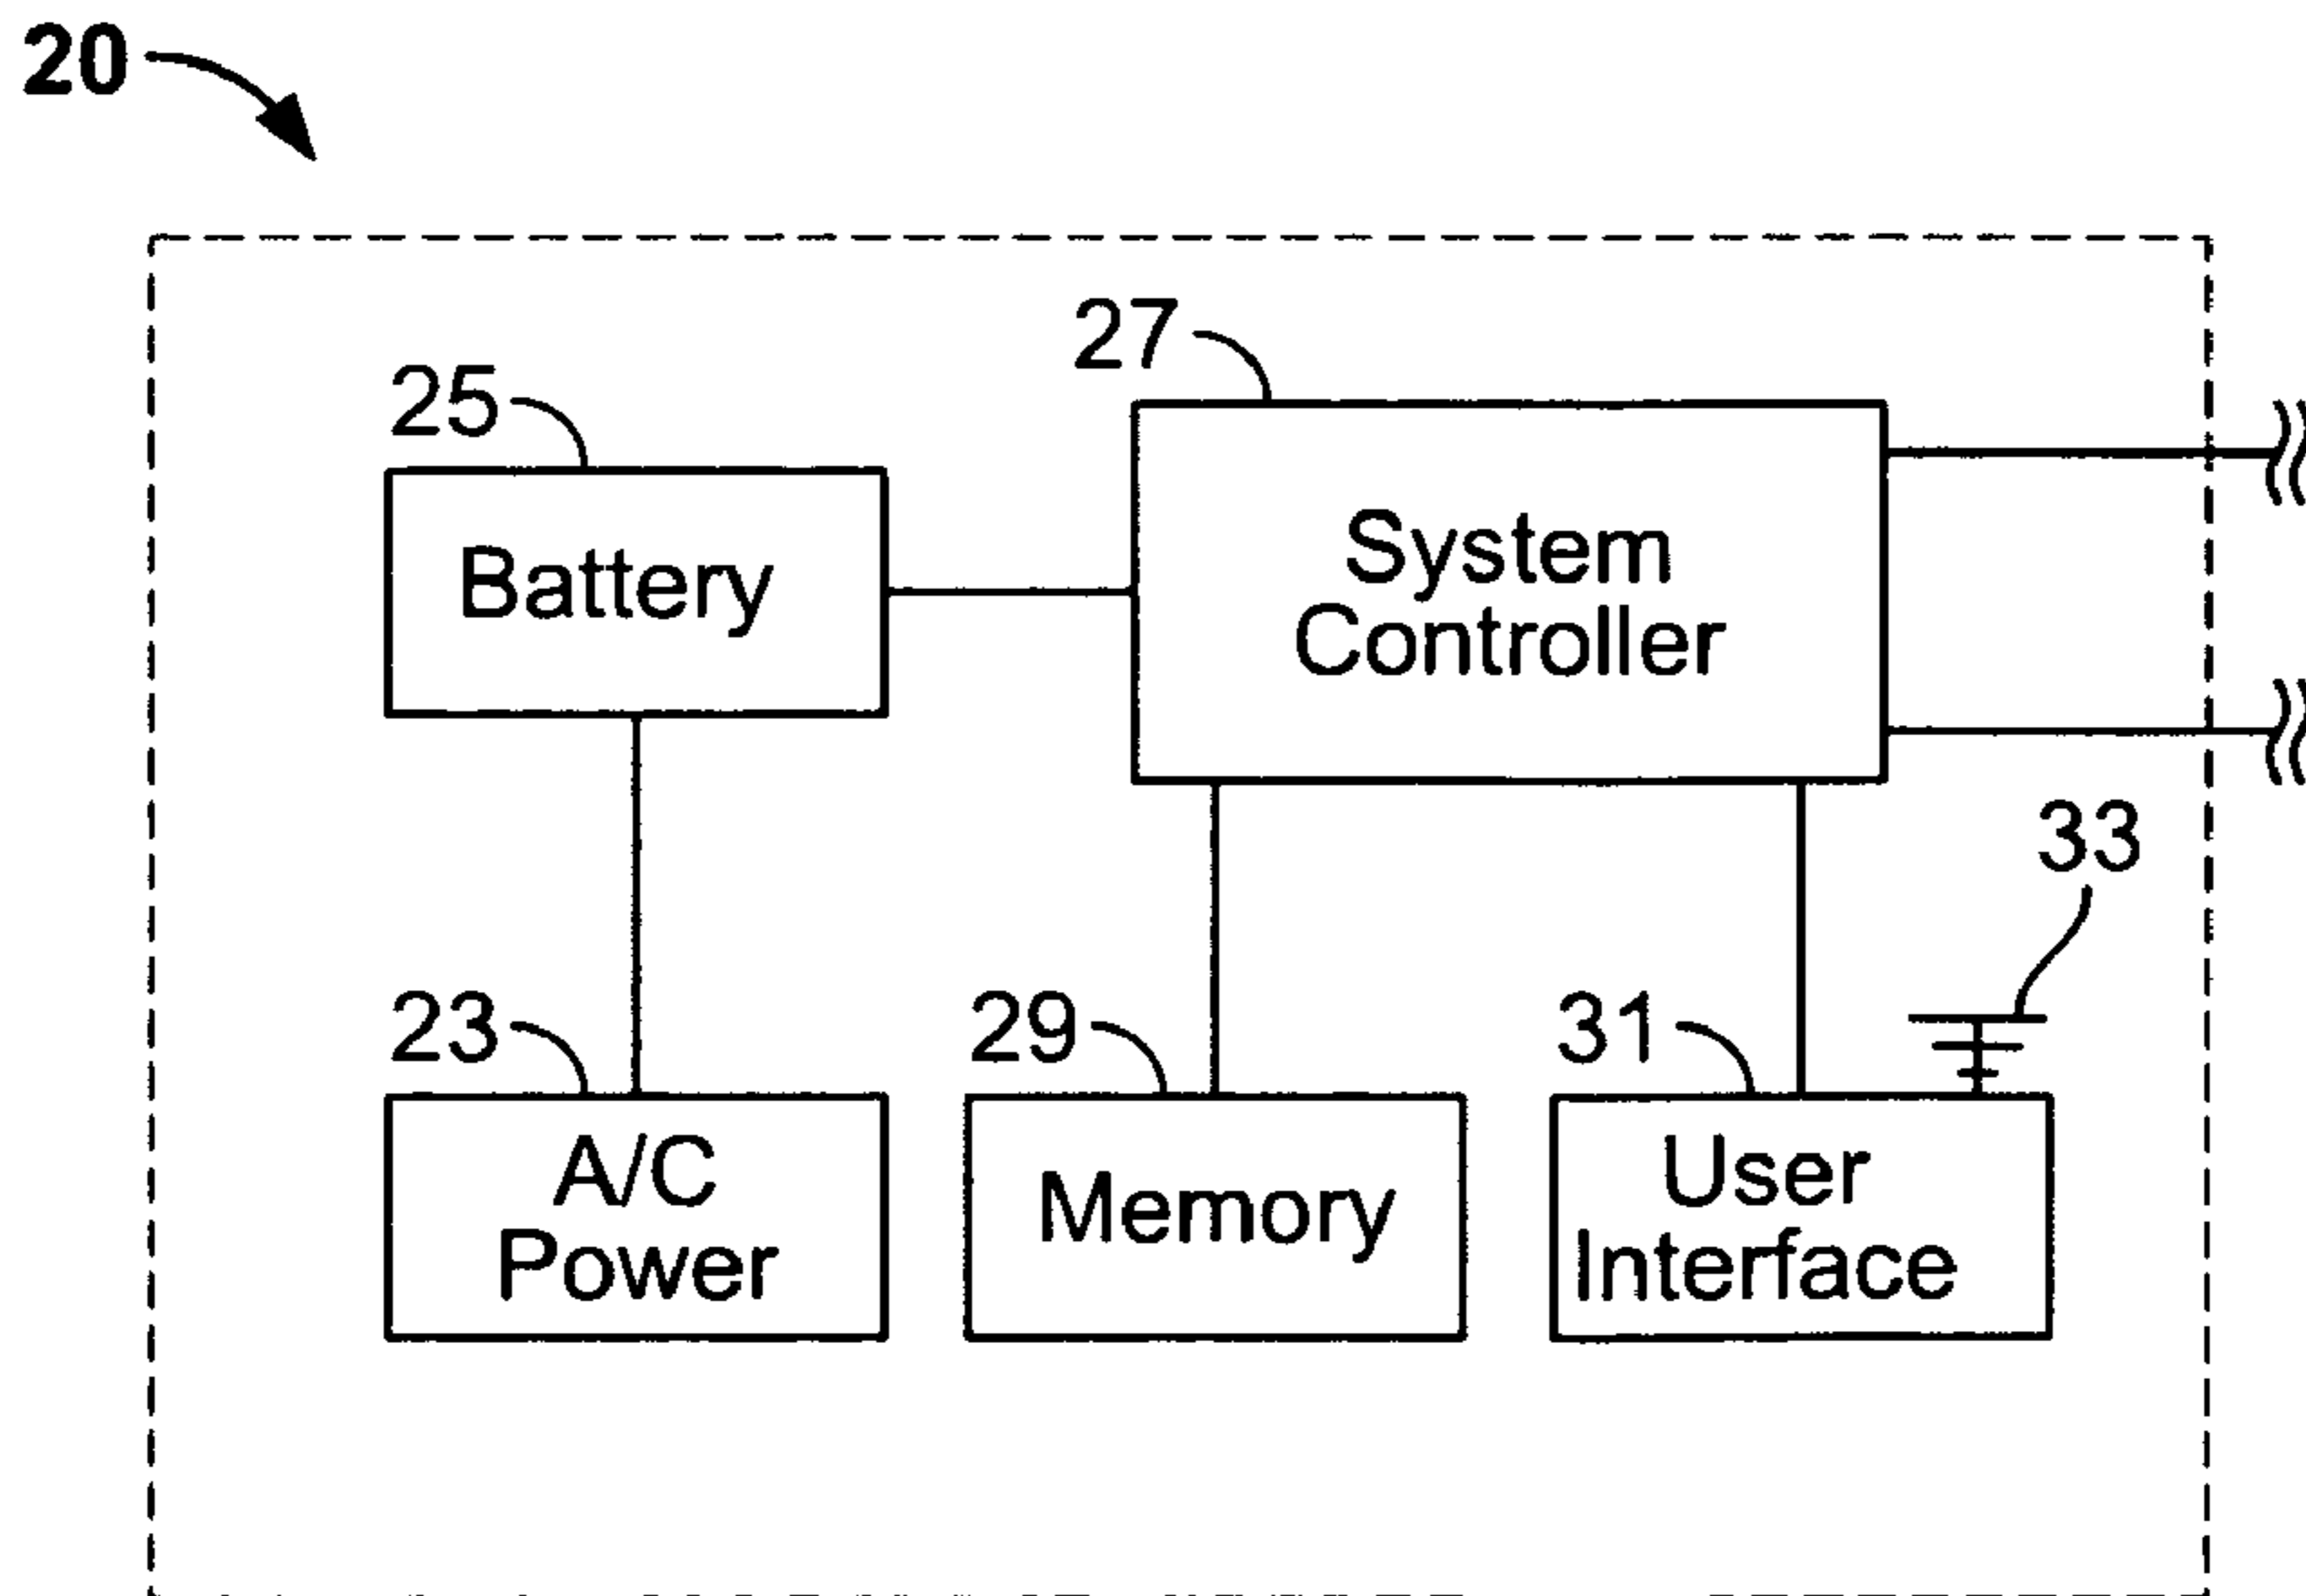 20
27
25
System
Controller
Battery
33
23
29
31
A/C
Power
Memory
User
Interface